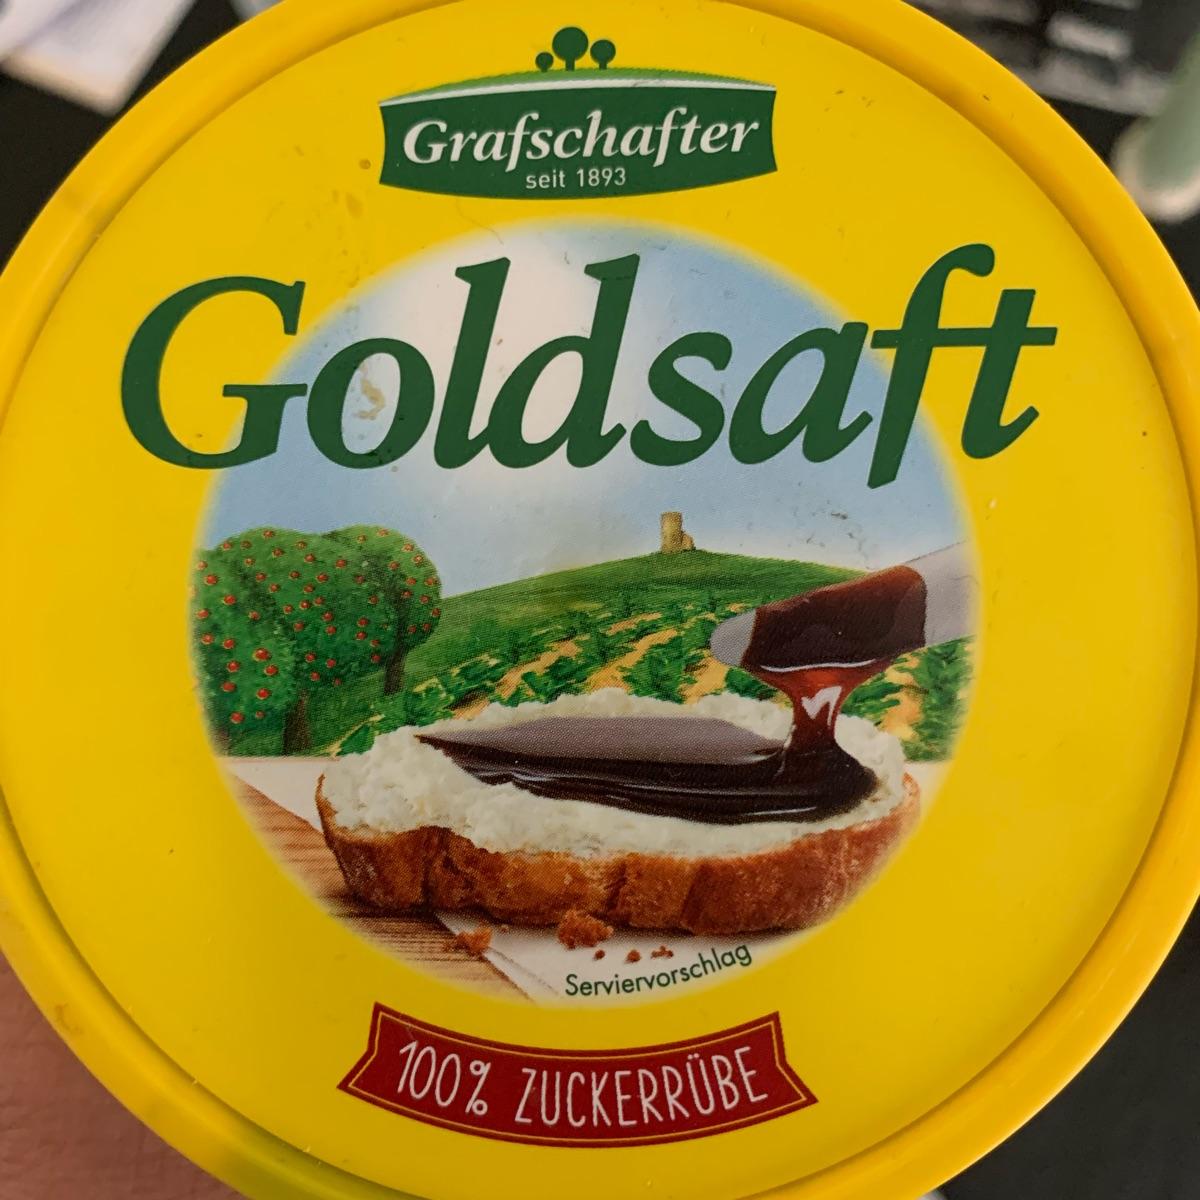 Grafschafter
seit 1893
Goldsaft
Serviervorschlag
100% ZUCKERRÜBE